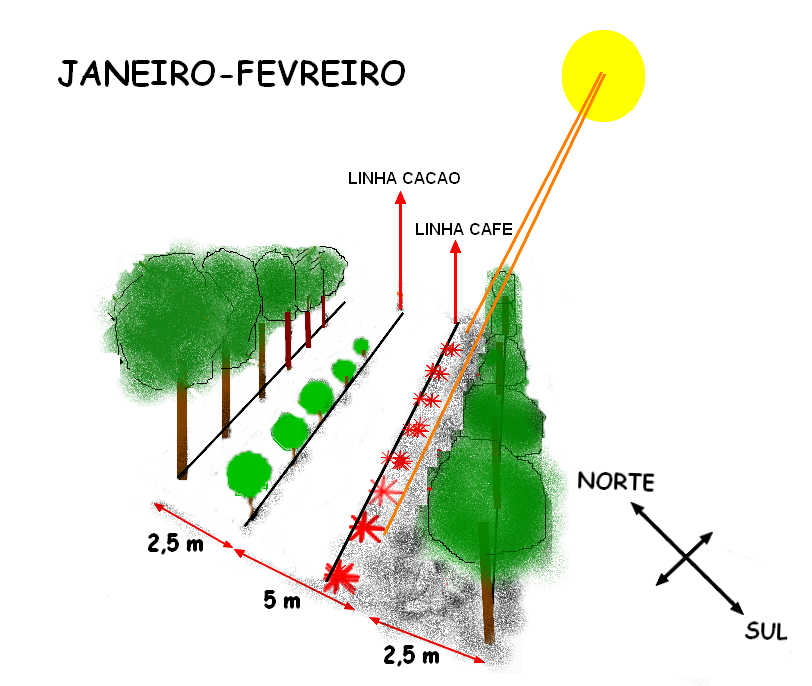 JANEIRO-FEVREIRO
LINHA CACAO
LINHA CAFE
NORTE
2,5 m
5 m
SUL
2,5 m